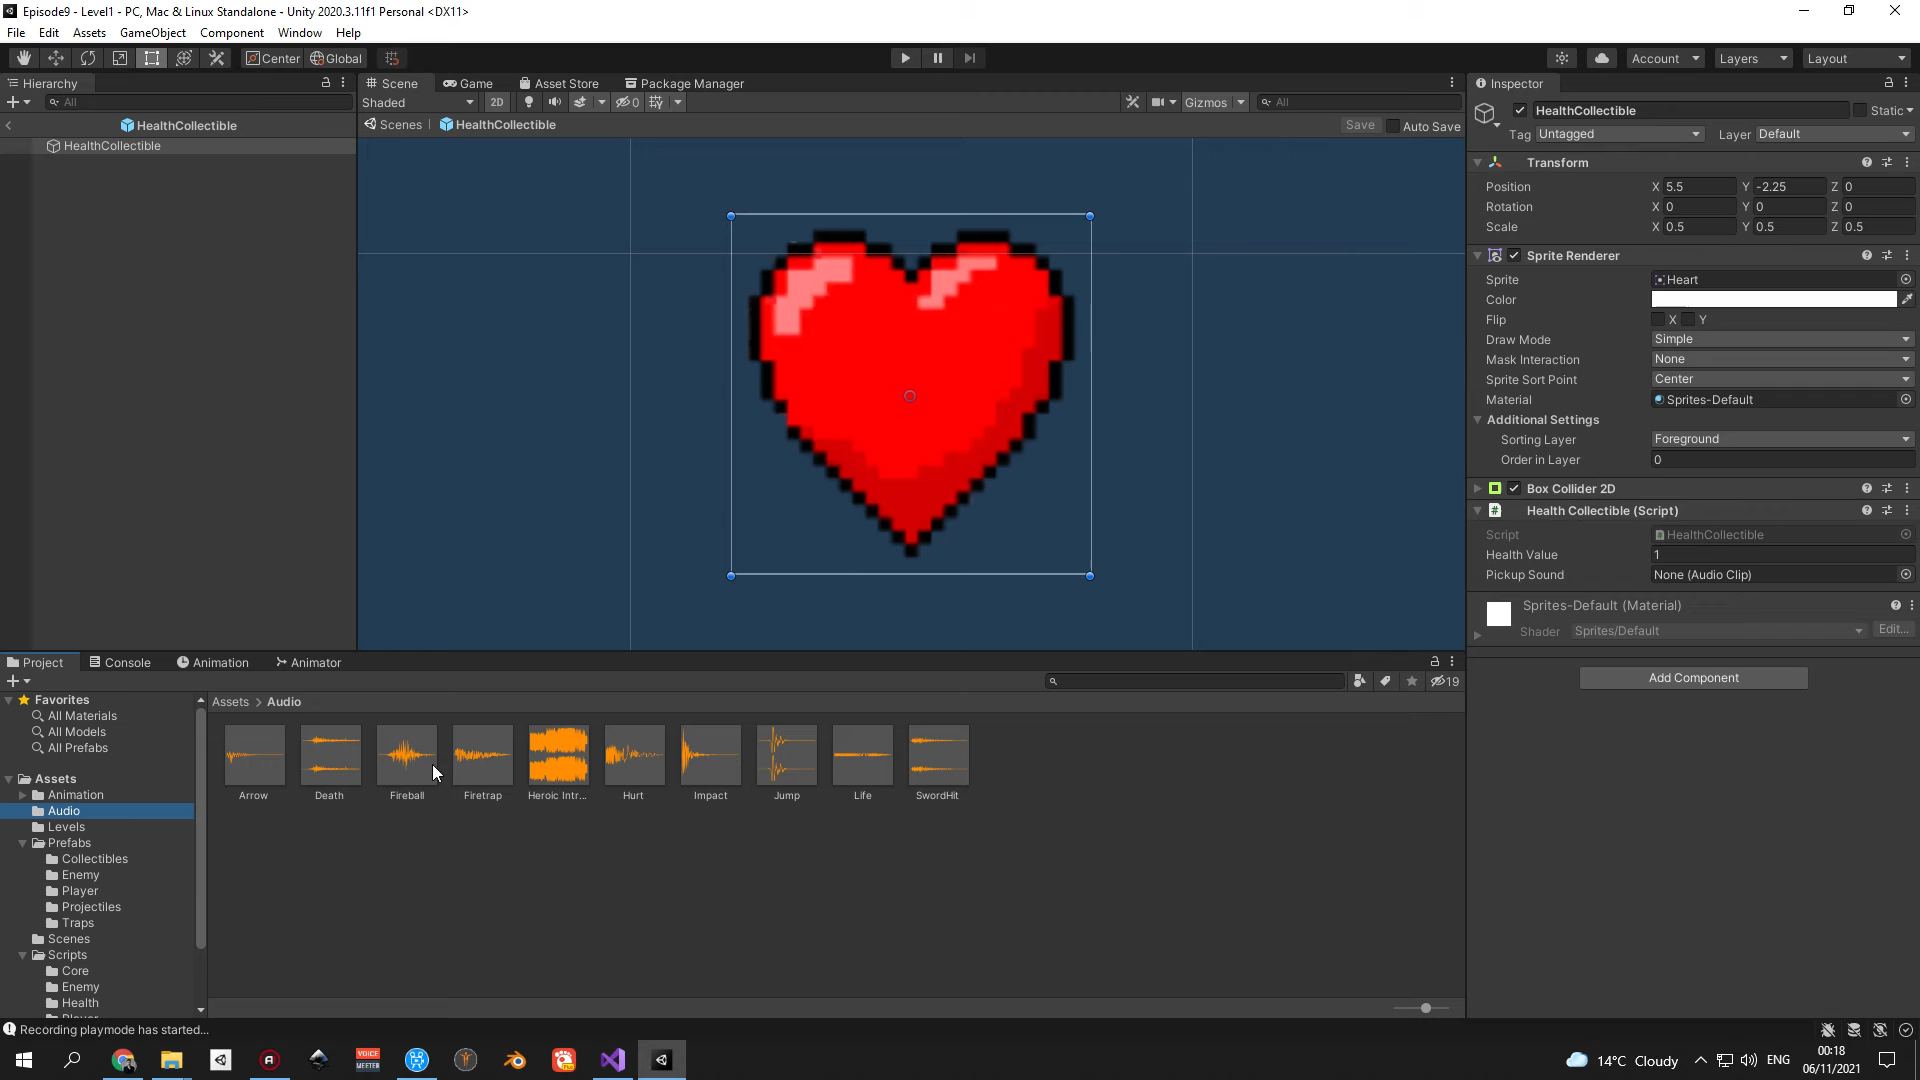 Episode9 - Level1 - PC, Mac & Linux Standalone - Unity 2020.3.11f1 Personal <DX11>
File Edit Assets GameObject Component Window Help
Center Global Account Layers Layout
Hierarchy
All
HealthCollectible
HealthCollectible
Scene Game Asset Store Package Manager
Shaded 2D 0 Gizmos All
Scenes HealthCollectible Save Auto Save
Inspector
HealthCollectible Static
Tag Untagged Layer Default
Transform
Position X 5.5 Y -2.25 Z 0
Rotation X 0 Y 0 Z 0
Scale X 0.5 Y 0.5 Z 0.5
Sprite Renderer
Sprite Heart
Color
Flip X Y
Draw Mode Simple
Mask Interaction None
Sprite Sort Point Center
Material Sprites-Default
Additional Settings
Sorting Layer Foreground
Order in Layer 0
Box Collider 2D
Health Collectible (Script)
Script HealthCollectible
Health Value 1
Pickup Sound None (Audio Clip)
Sprites-Default (Material)
Shader Sprites/Default Edit...
Add Component
Project Console Animation Animator
19
Favorites
All Materials
All Models
All Prefabs
Assets
Animation
Audio
Levels
Prefabs
Collectibles
Enemy
Player
Projectiles
Traps
Scenes
Scripts
Core
Enemy
Health
Assets > Audio
Arrow Death Fireball Firetrap Heroic Intr... Hurt Impact Jump Life SwordHit
Recording playmode has started...
VOICE
MEETER
14°C Cloudy ENG
00:18
06/11/2021